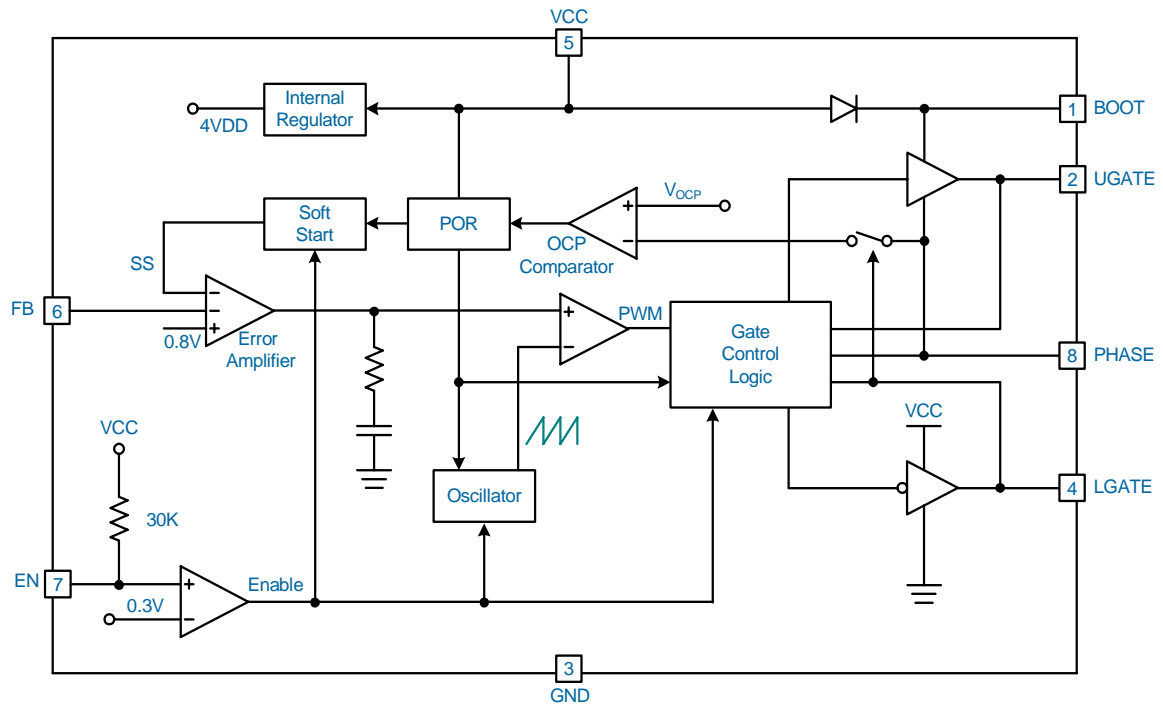 VCC
5
Internal
Regulator
4VDD
1
BOOT
2
UGATE
Soft
Start
POR
+
−
VOCP
OCP
Comparator
SS
FB
6
−
−
+
0.8V
Error
Amplifier
+
−
PWM
Gate
Control
Logic
8
PHASE
VCC
VCC
Oscillator
4
LGATE
30K
EN
7
+
−
0.3V
Enable
3
GND